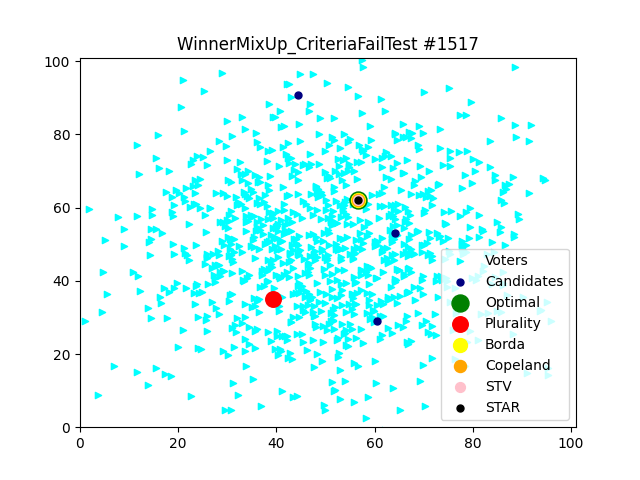 WinnerMixUp_CriteriaFailTest #1517
100
80
60
40
20
0
0 20 40 60 80 100
Voters
Candidates
Optimal
Plurality
Borda
Copeland
STV
STAR